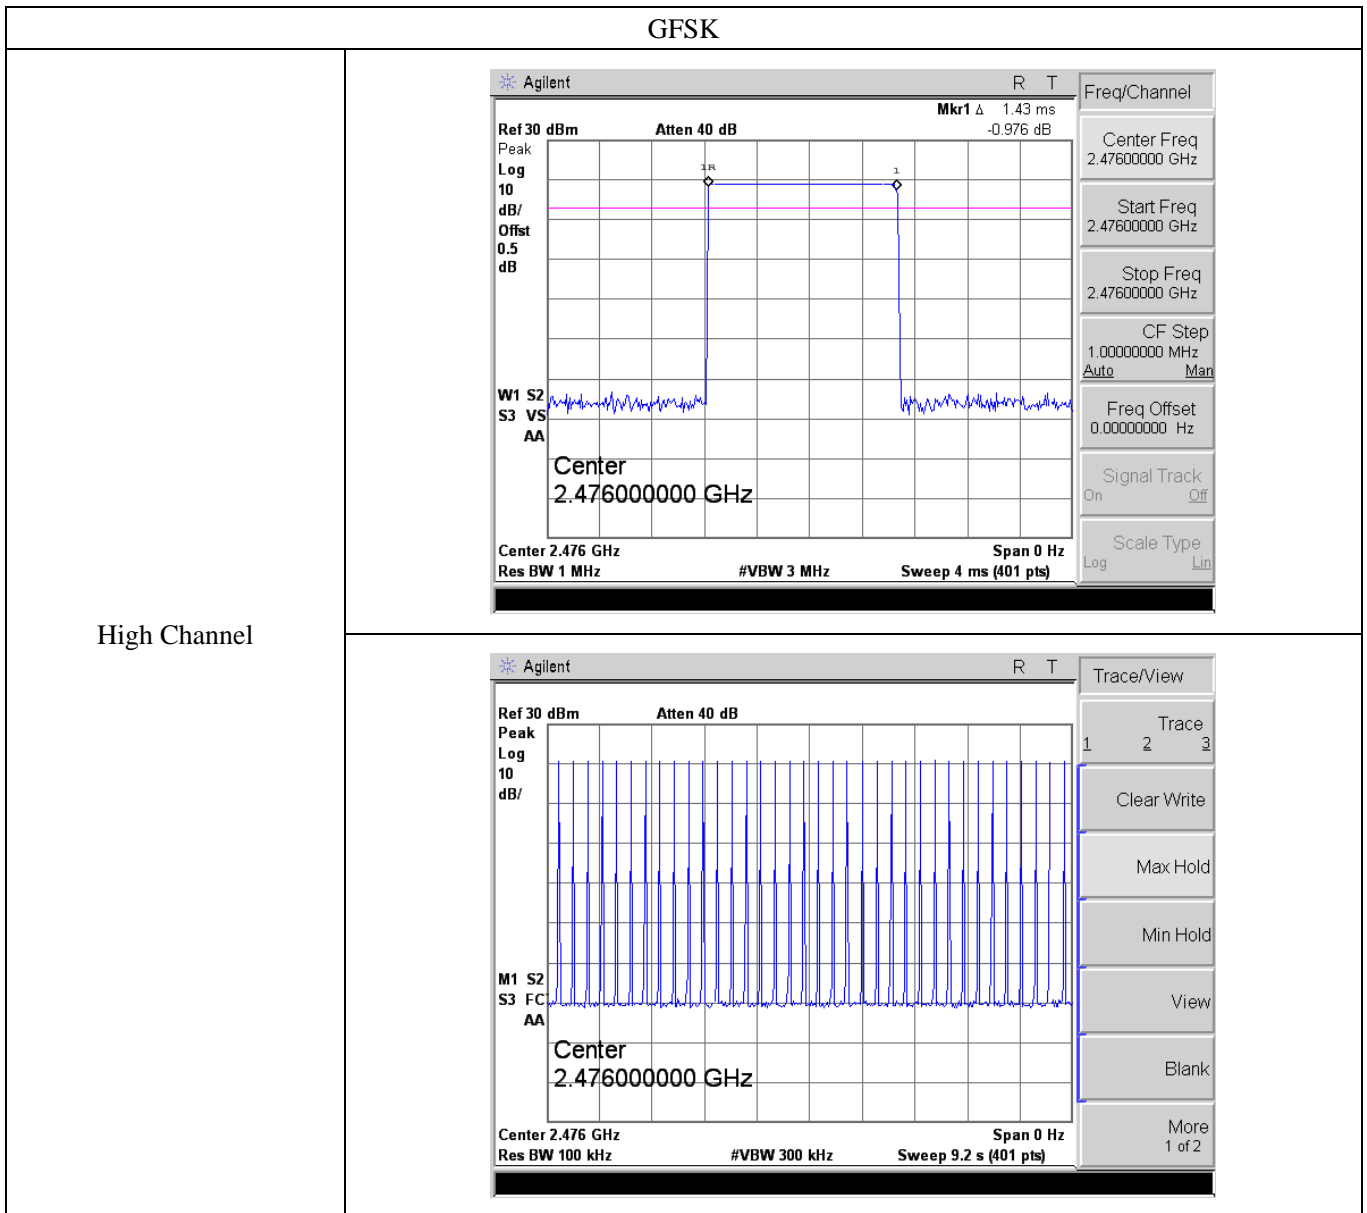 GFSK
High Channel
Agilent
R T
Mkr1 Δ 1.43 ms
Ref 30 dBm Atten 40 dB -0.976 dB
Peak
Log
10
dB/
Offst
0.5
dB
1R
1
W1 S2
S3 VS
AA
Center
2.476000000 GHz
Center 2.476 GHz Span 0 Hz
Res BW 1 MHz #VBW 3 MHz Sweep 4 ms (401 pts)
Freq/Channel
Center Freq
2.47600000 GHz
Start Freq
2.47600000 GHz
Stop Freq
2.47600000 GHz
CF Step
1.00000000 MHz
Auto Man
Freq Offset
0.00000000 Hz
Signal Track
On Off
Scale Type
Log Lin
Agilent
R T
Ref 30 dBm Atten 40 dB
Peak
Log
10
dB/
M1 S2
S3 FC
AA
Center
2.476000000 GHz
Center 2.476 GHz Span 0 Hz
Res BW 100 kHz #VBW 300 kHz Sweep 9.2 s (401 pts)
Trace/View
Trace
1 2 3
Clear Write
Max Hold
Min Hold
View
Blank
More
1 of 2